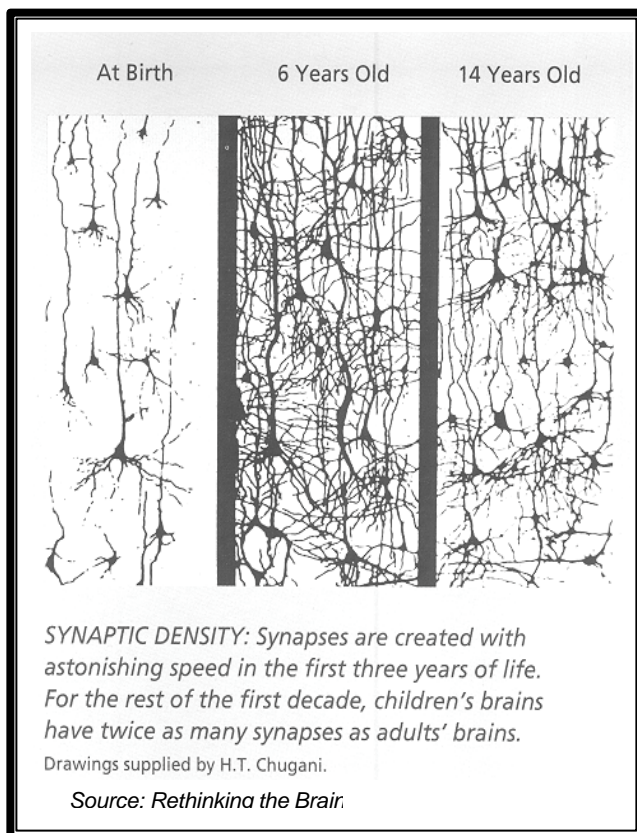 At Birth 6 Years Old 14 Years Old
SYNAPTIC DENSITY: Synapses are created with
astonishing speed in the first three years of life.
For the rest of the first decade, children's brains
have twice as many synapses as adults' brains.
Drawings supplied by H.T. Chugani.
Source: Rethinking the Brain